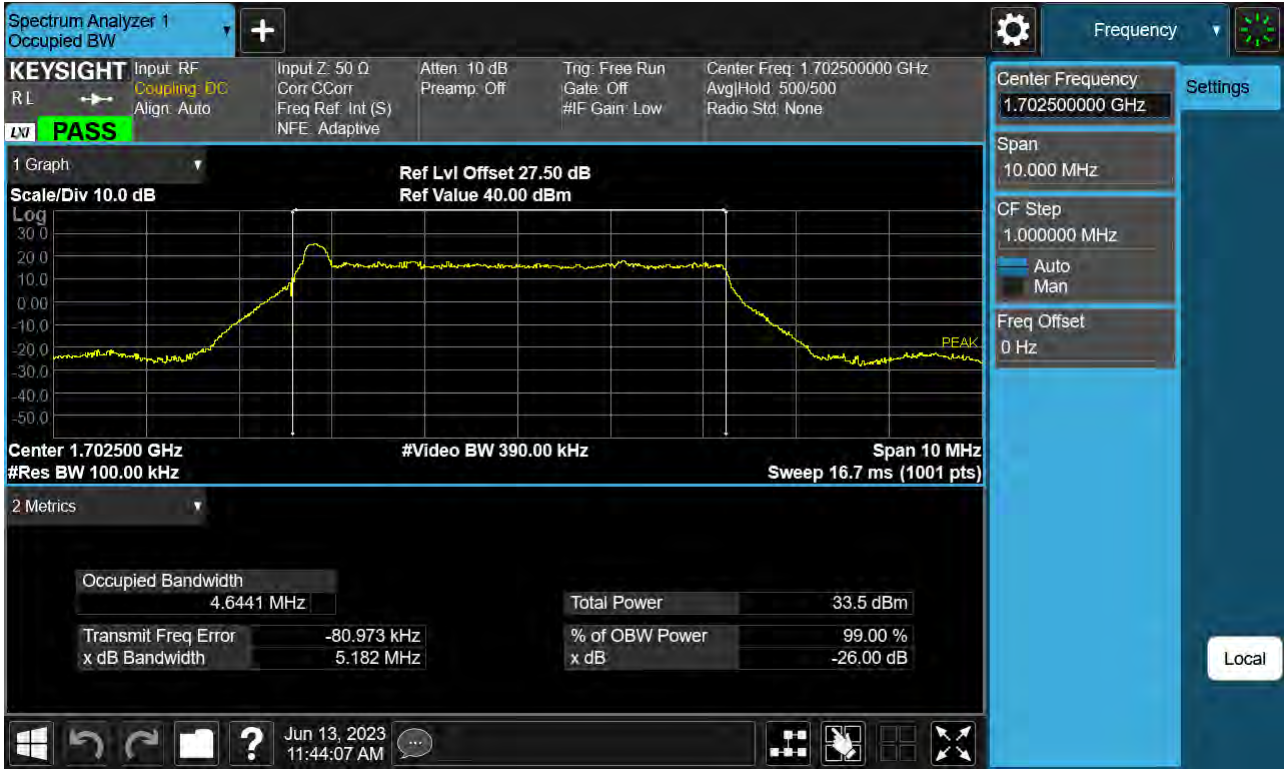 Spectrum Analyzer 1
Occupied BW
+
Frequency
KEYSIGHT
R L
LXI PASS
Input: RF
Coupling: DC
Align: Auto
Input Z: 50 Ω
Corr CCorr
Freq Ref: Int (S)
NFE: Adaptive
Atten: 10 dB
Preamp: Off
Trig: Free Run
Gate: Off
#IF Gain: Low
Center Freq: 1.702500000 GHz
Avg|Hold: 500/500
Radio Std: None
Center Frequency
1.702500000 GHz
Settings
Span
10.000 MHz
CF Step
1.000000 MHz
Auto
Man
Freq Offset
0 Hz
1 Graph
Ref Lvl Offset 27.50 dB
Scale/Div 10.0 dB
Ref Value 40.00 dBm
Log
30.0
20.0
10.0
0.00
-10.0
-20.0
-30.0
-40.0
-50.0
PEAK
Center 1.702500 GHz
#Video BW 390.00 kHz
Span 10 MHz
#Res BW 100.00 kHz
Sweep 16.7 ms (1001 pts)
2 Metrics
Occupied Bandwidth
4.6441 MHz
Total Power 33.5 dBm
Transmit Freq Error -80.973 kHz
% of OBW Power 99.00 %
x dB Bandwidth 5.182 MHz
x dB -26.00 dB
Local
?
Jun 13, 2023
11:44:07 AM